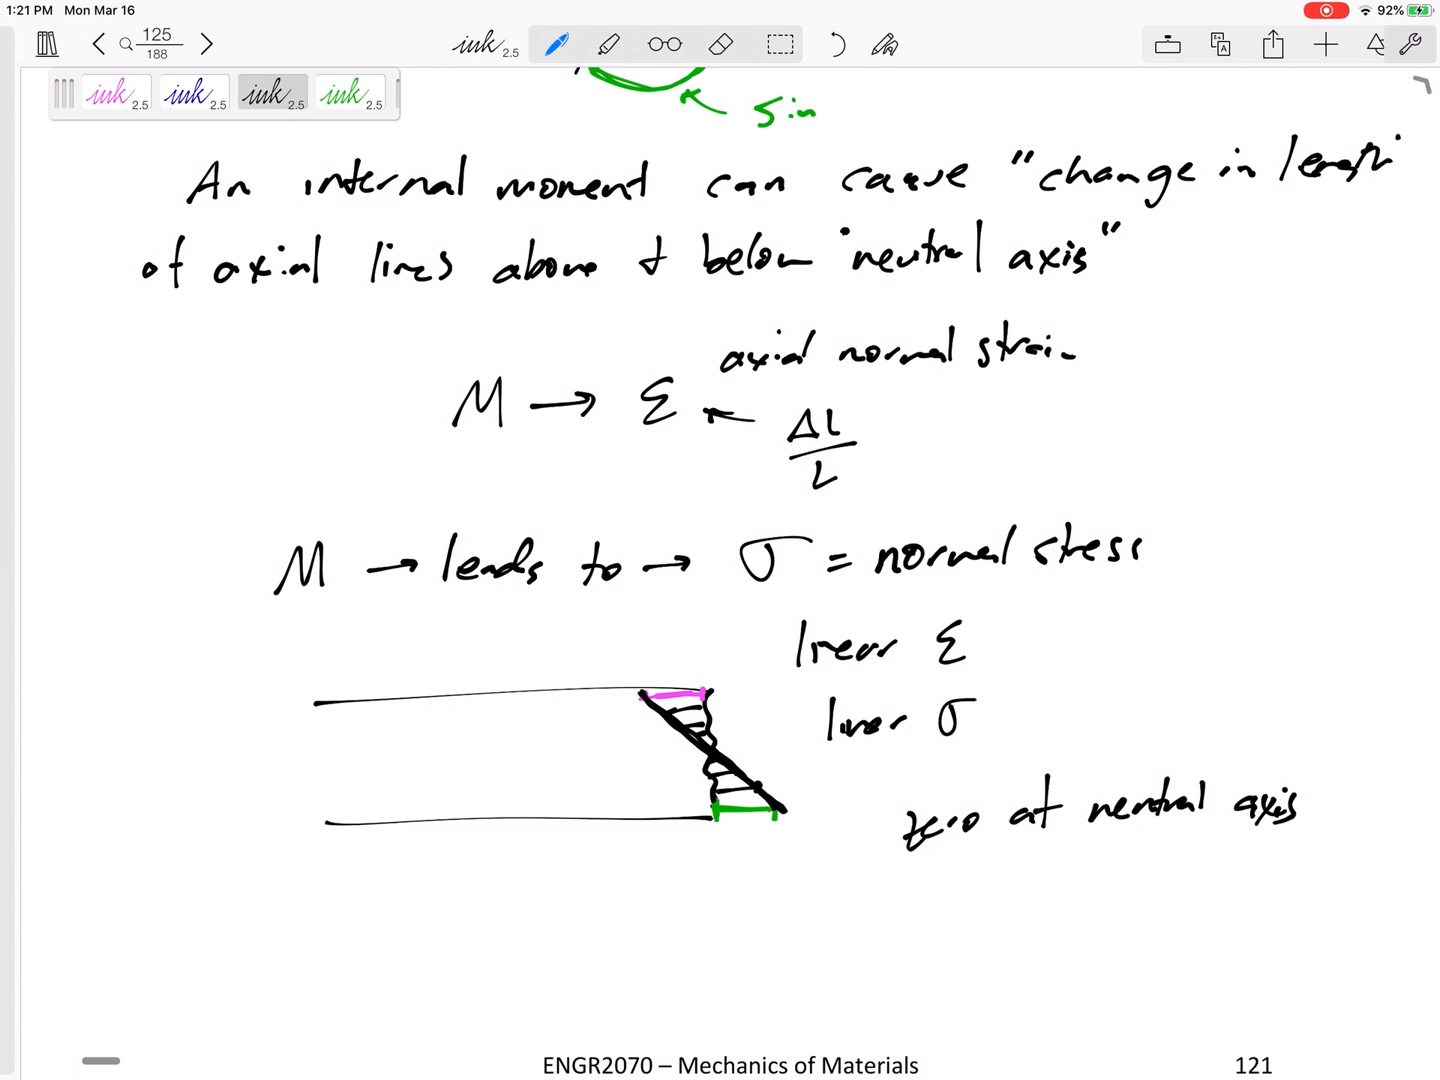 1:21 PM Mon Mar 16
92%
125
188
ink 2.5
ink 2.5
ink 2.5
ink 2.5
ink 2.5
5 in
An internal moment can cause "change in length
of axial lines above & below "neutral axis"
axial normal strain
M → ε ← ΔL
L
M → leads to → σ = normal stress
linear ε
linear σ
zero at neutral axis
ENGR2070 – Mechanics of Materials
121